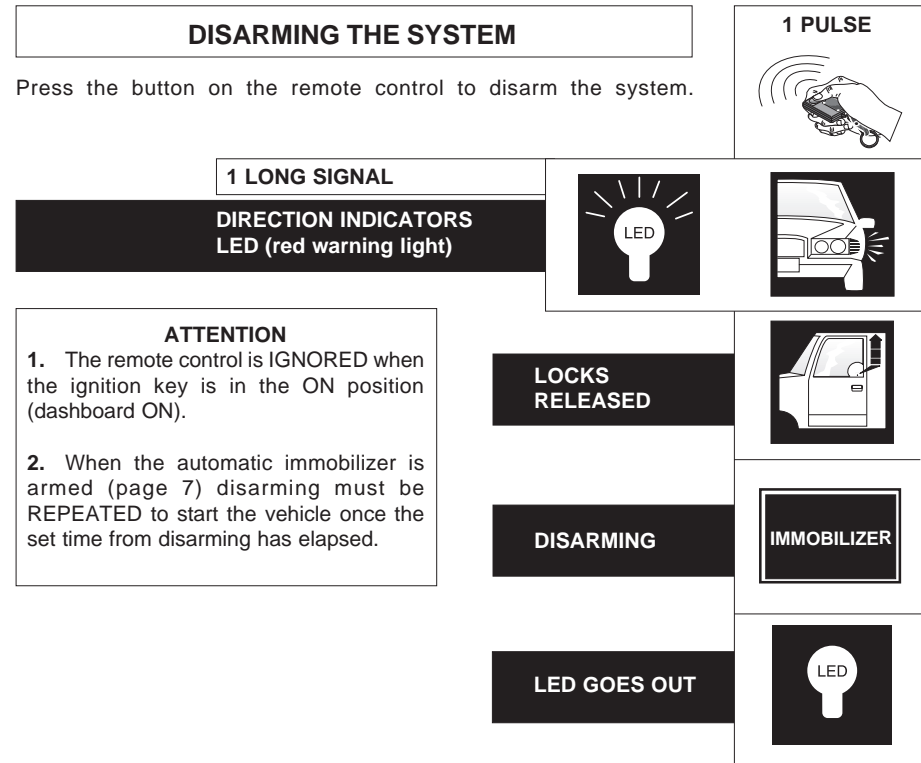 DISARMING THE SYSTEM
1 PULSE
Press the button on the remote control to disarm the system.
1 LONG SIGNAL
DIRECTION INDICATORS
LED (red warning light)
LED
ATTENTION
1. The remote control is IGNORED when
the ignition key is in the ON position
(dashboard ON).
2. When the automatic immobilizer is
armed (page 7) disarming must be
REPEATED to start the vehicle once the
set time from disarming has elapsed.
LOCKS
RELEASED
DISARMING
IMMOBILIZER
LED GOES OUT
LED